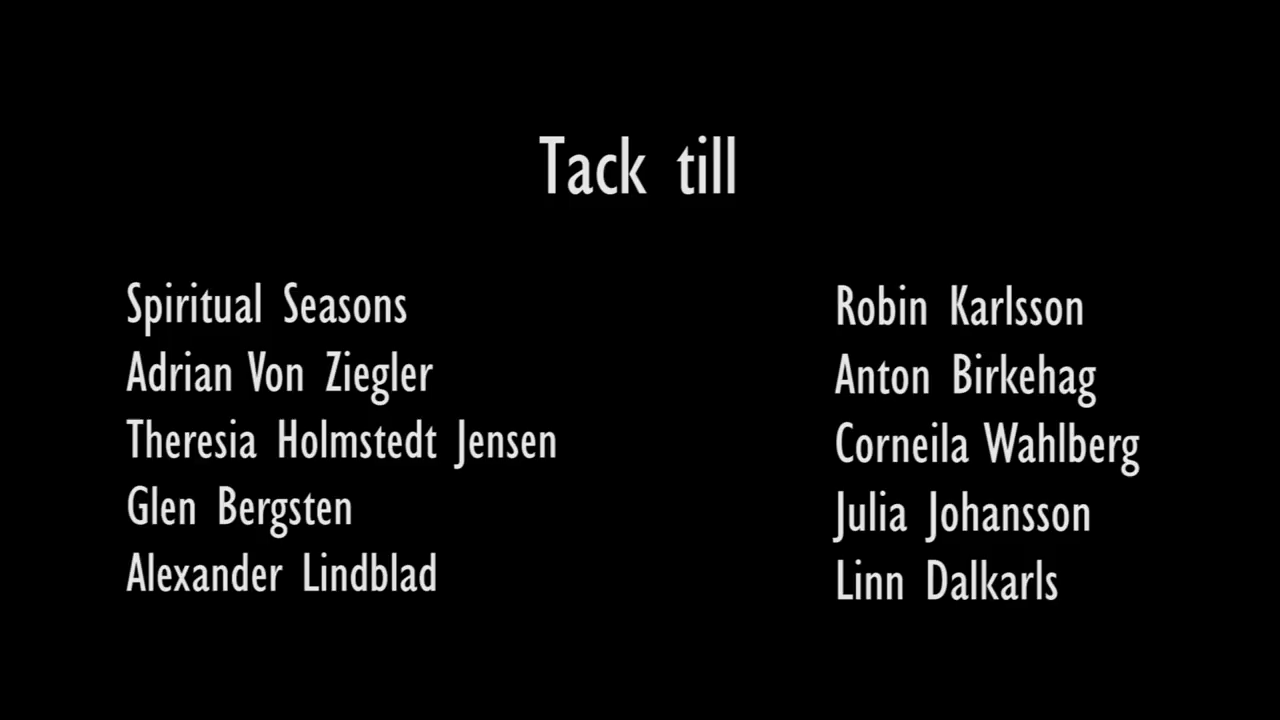 Tack till
Spiritual Seasons
Adrian Von Ziegler
Theresia Holmstedt Jensen
Glen Bergsten
Alexander Lindblad
Robin Karlsson
Anton Birkehag
Corneila Wahlberg
Julia Johansson
Linn Dalkarls